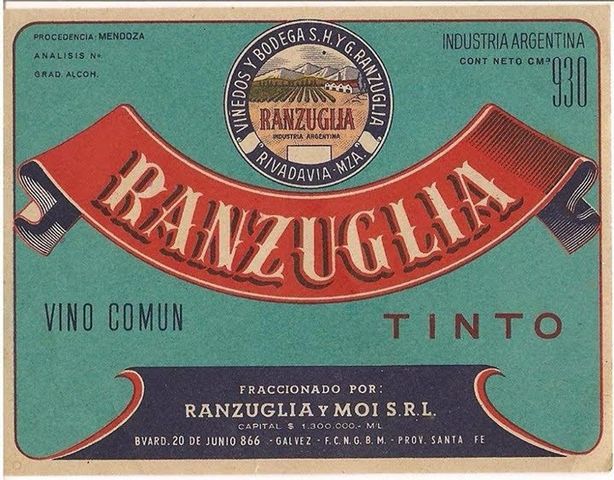 PROCEDENCIA: MENDOZA
ANALISIS Nº
GRAD. ALCOH.
VIÑEDOS Y BODEGA S.H.Y G. RANZUGLIA
RANZUGLIA
INDUSTRIA ARGENTINA
RIVADAVIA-MZA.
INDUSTRIA ARGENTINA
CONT NETO CM³
930
RANZUGLIA
VINO COMUN
TINTO
FRACCIONADO POR:
RANZUGLIA Y MOI S.R.L.
CAPITAL $ 1.300.000.- M/L
BVARD. 20 DE JUNIO 866 - GALVEZ - F.C.N.G.B.M. - PROV. SANTA FE